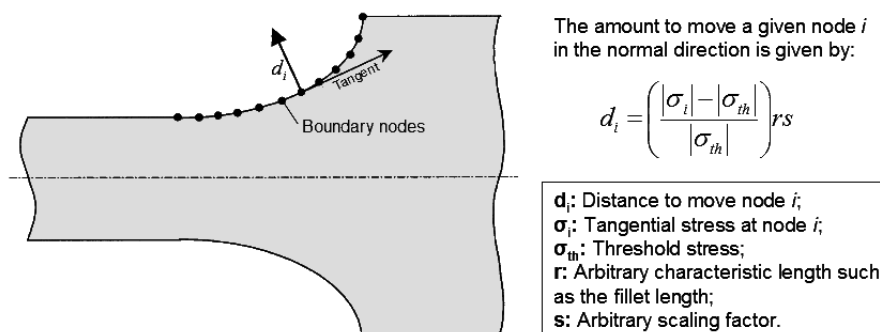 d_i
Tangent
Boundary nodes
The amount to move a given node i
in the normal direction is given by:
d_i = ( (|σ_i| − |σ_th|) / |σ_th| ) rs
d_i: Distance to move node i;
σ_i: Tangential stress at node i;
σ_th: Threshold stress;
r: Arbitrary characteristic length such
as the fillet length;
s: Arbitrary scaling factor.